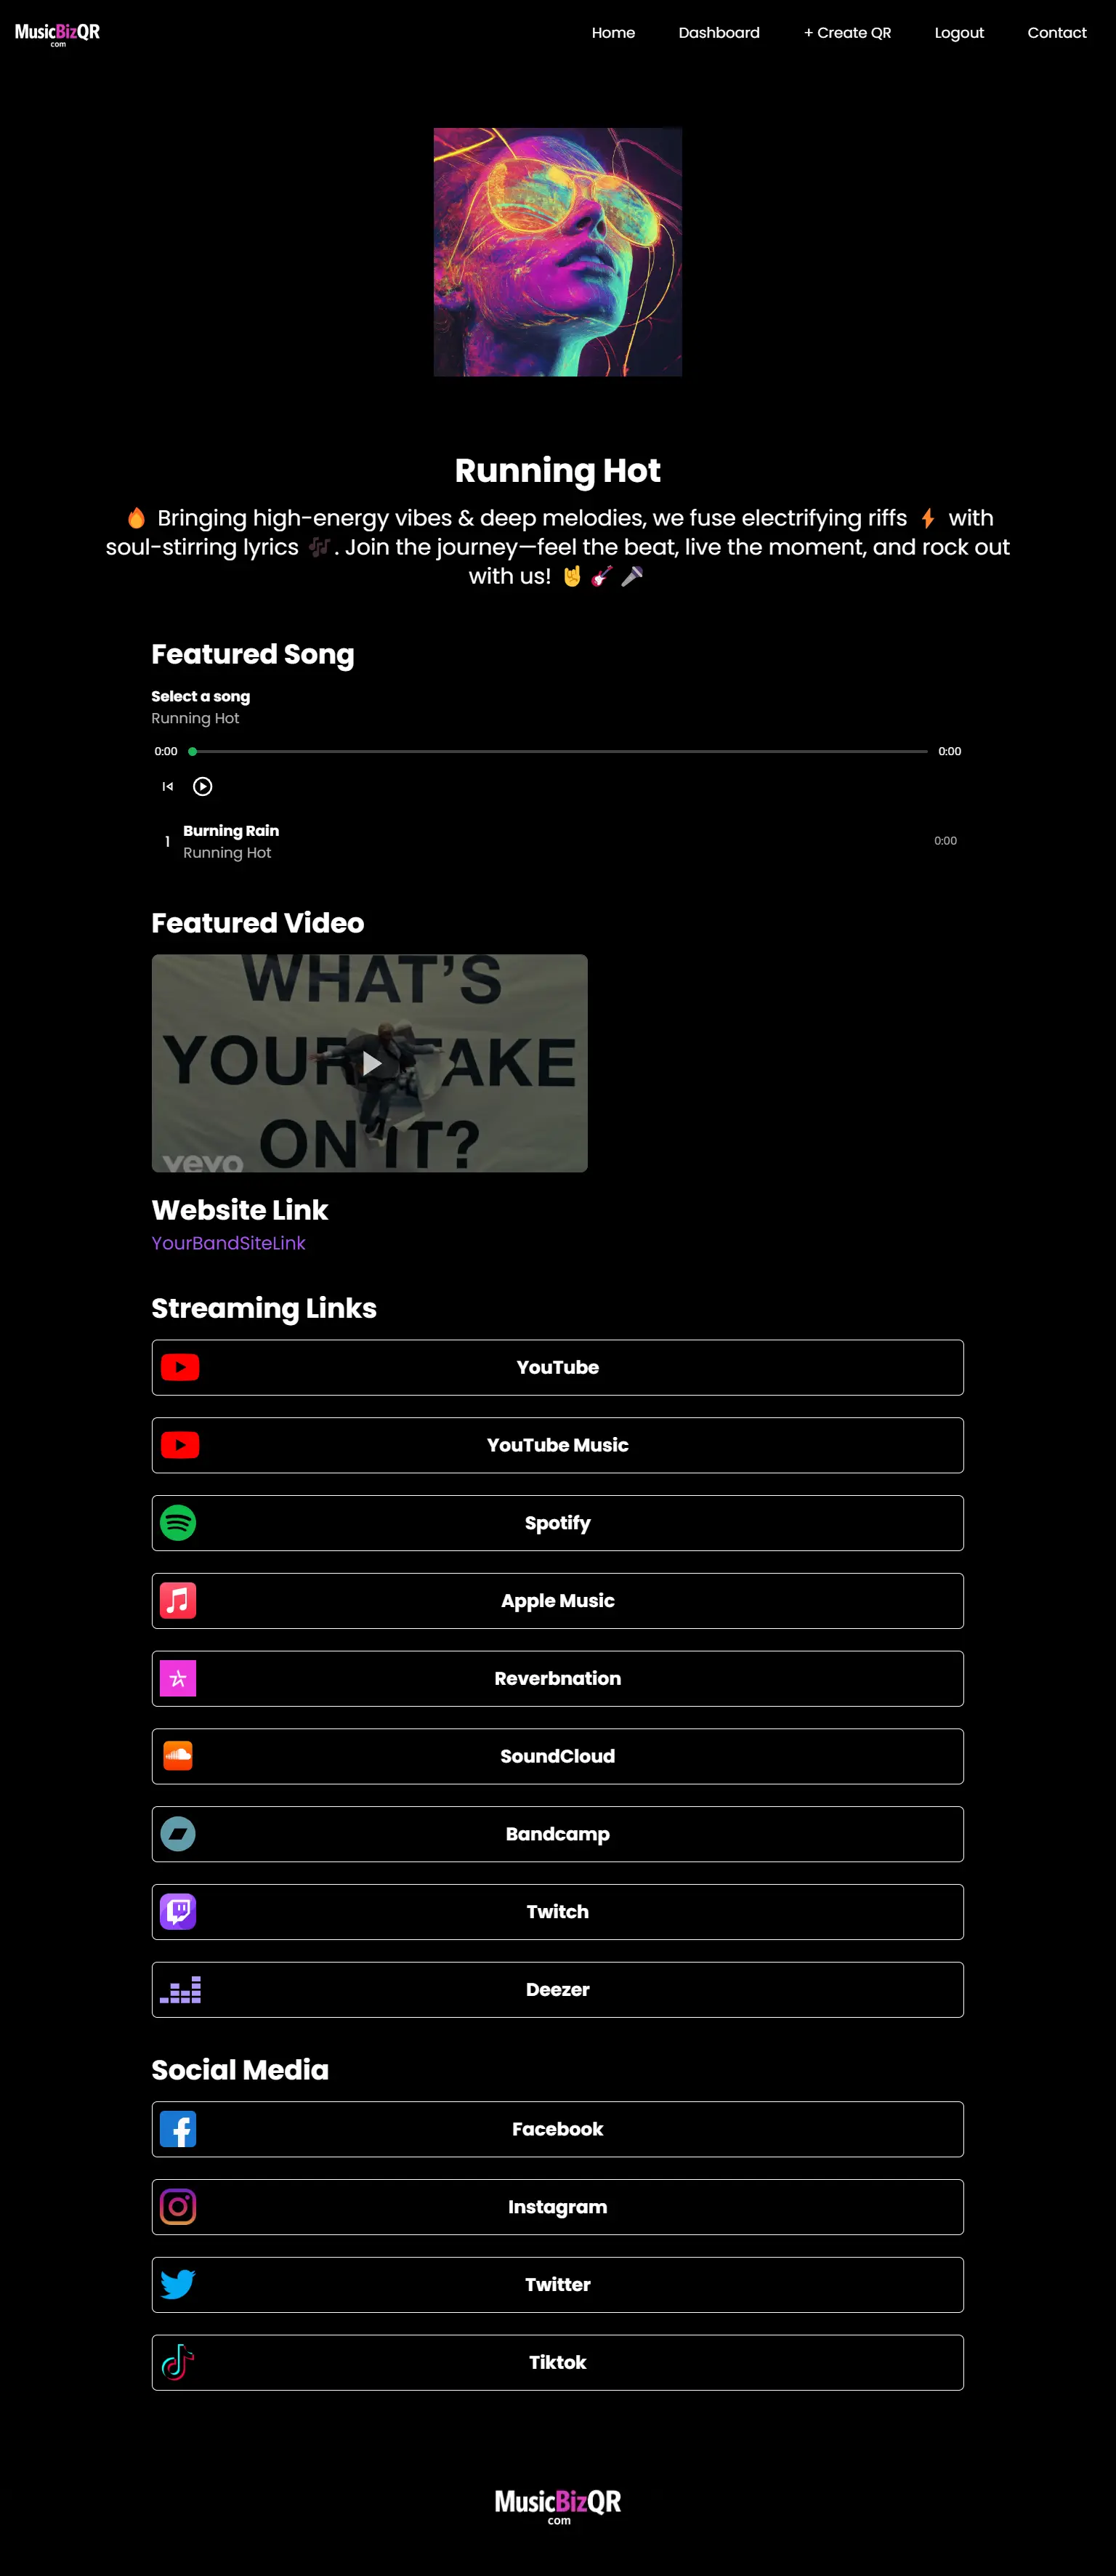 MusicBizQR
com
Home
Dashboard
+ Create QR
Logout
Contact
Running Hot
🔥 Bringing high-energy vibes & deep melodies, we fuse electrifying riffs ⚡ with
soul-stirring lyrics 🎶. Join the journey—feel the beat, live the moment, and rock out
with us! 🤘🎸🎤
Featured Song
Select a song
Running Hot
0:00
0:00
1
Burning Rain
Running Hot
0:00
Featured Video
WHAT'S
YOUR TAKE
ON IT?
vevo
Website Link
YourBandSiteLink
Streaming Links
YouTube
YouTube Music
Spotify
Apple Music
Reverbnation
SoundCloud
Bandcamp
Twitch
Deezer
Social Media
Facebook
Instagram
Twitter
Tiktok
MusicBizQR
com